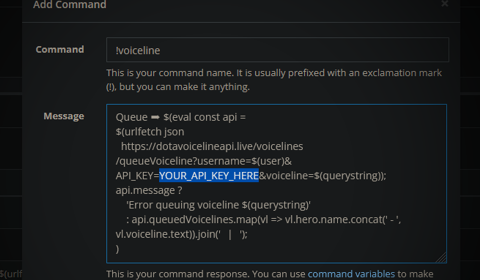 Add Command
×
Command
!voiceline
This is your command name. It is usually prefixed with an exclamation mark
(!), but you can make it anything.
Message
Queue ➡ $(eval const api =
$(urlfetch json
https://dotavoicelineapi.live/voicelines
/queueVoiceline?username=$(user)&
API_KEY=YOUR_API_KEY_HERE&voiceline=$(querystring));
api.message ?
'Error queuing voiceline $(querystring)'
: api.queuedVoicelines.map(vl => vl.hero.name.concat(' - ',
vl.voiceline.text)).join('  |  ');
)
This is your command response. You can use command variables to make
$(urlf